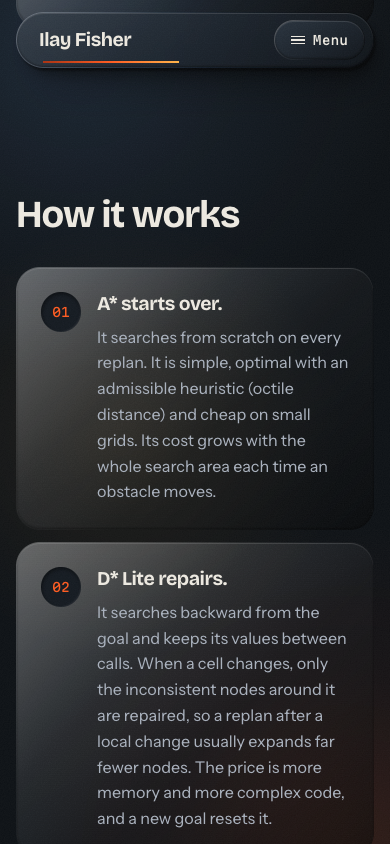 Ilay Fisher
Menu
How it works
01
A* starts over.
It searches from scratch on every
replan. It is simple, optimal with an
admissible heuristic (octile
distance) and cheap on small
grids. Its cost grows with the
whole search area each time an
obstacle moves.
02
D* Lite repairs.
It searches backward from the
goal and keeps its values between
calls. When a cell changes, only
the inconsistent nodes around it
are repaired, so a replan after a
local change usually expands far
fewer nodes. The price is more
memory and more complex code,
and a new goal resets it.